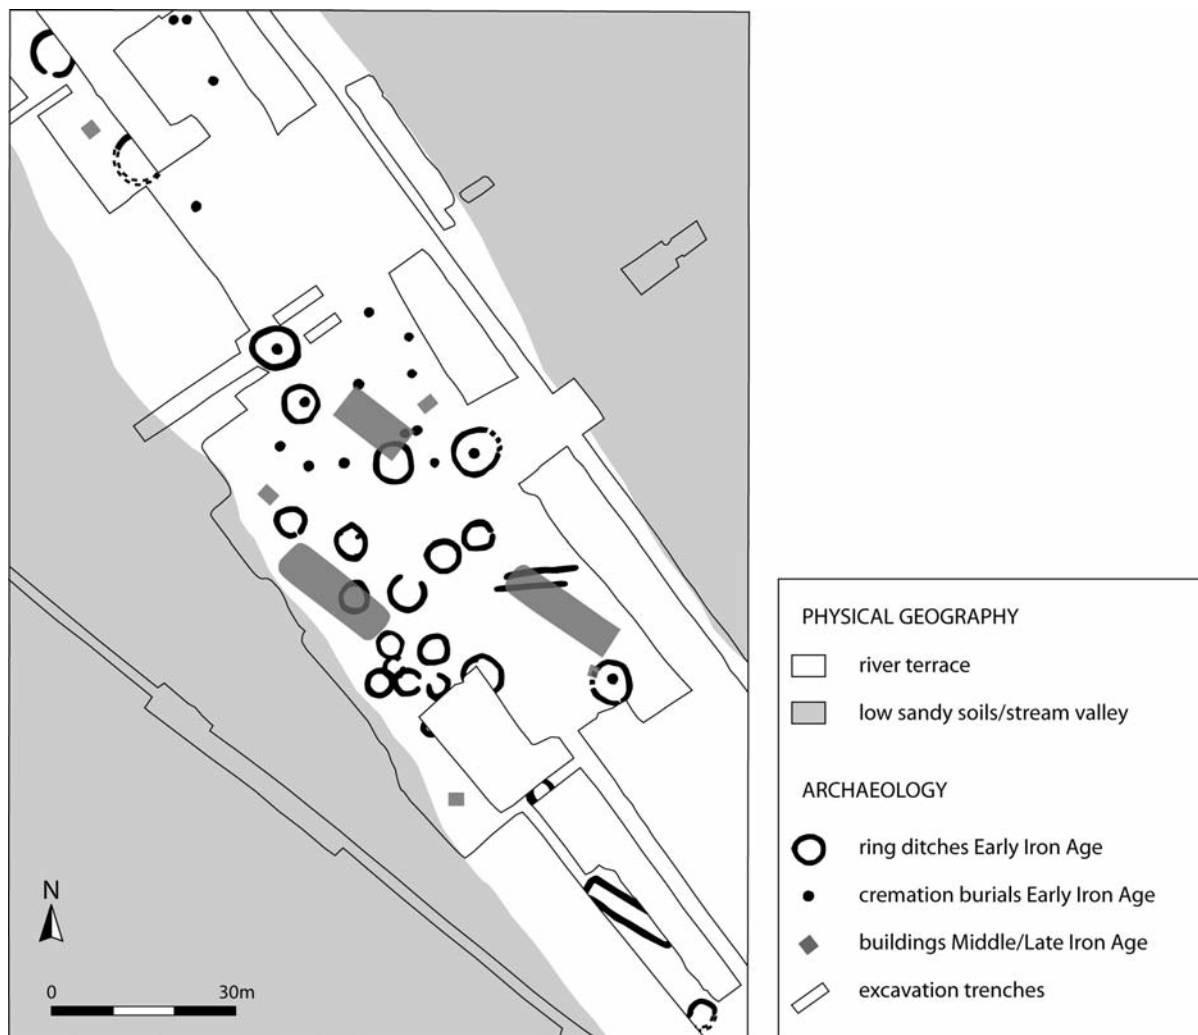 PHYSICAL GEOGRAPHY
river terrace
low sandy soils/stream valley
ARCHAEOLOGY
ring ditches Early Iron Age
cremation burials Early Iron Age
buildings Middle/Late Iron Age
excavation trenches
N
0 30m